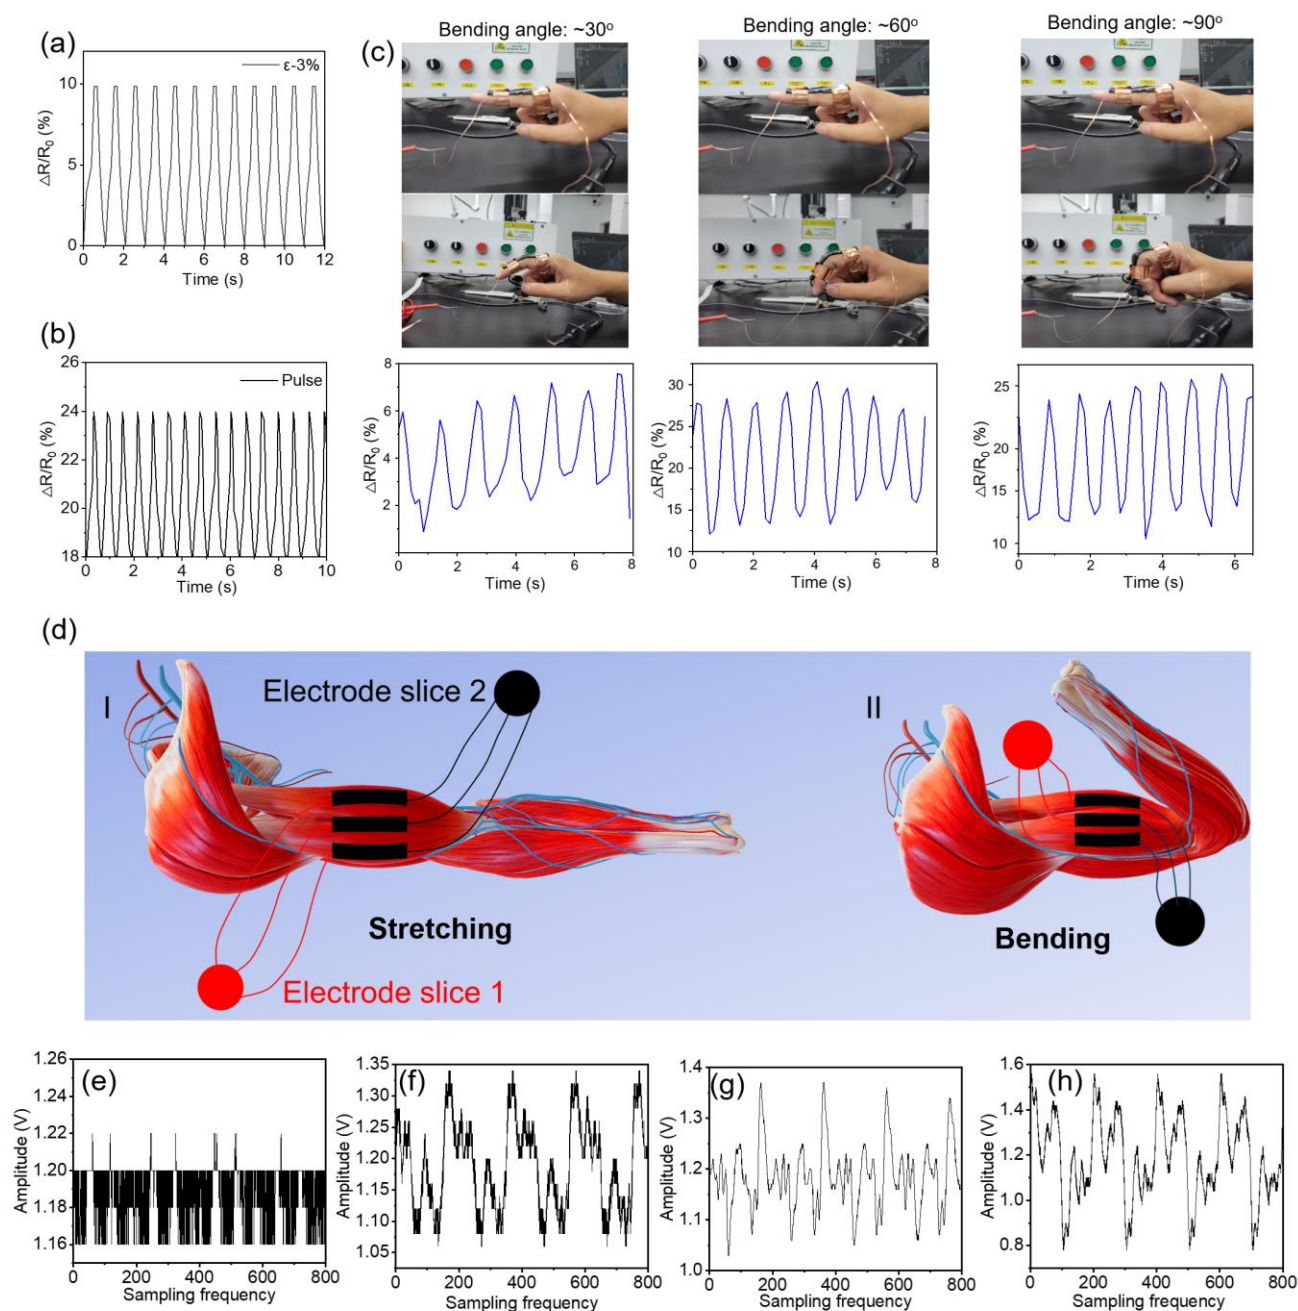 Bending angle: ~30°
Bending angle: ~60°
Bending angle: ~90°
(a)
ε-3%
10
5
0
△R/R₀ (%)
0 2 4 6 8 10 12
Time (s)
(c)
(b)
Pulse
26
24
22
20
18
△R/R₀ (%)
0 2 4 6 8 10
Time (s)
8
6
4
2
△R/R₀ (%)
0 2 4 6 8
Time (s)
30
25
20
15
10
△R/R₀ (%)
0 2 4 6 8
Time (s)
25
20
15
10
△R/R₀ (%)
0 2 4 6
Time (s)
(d)
I
Electrode slice 2
Stretching
Electrode slice 1
II
Bending
(e)
1.26
1.24
1.22
1.20
1.18
1.16
Amplitude (V)
0 200 400 600 800
Sampling frequency
(f)
1.35
1.30
1.25
1.20
1.15
1.10
1.05
Amplitude (V)
0 200 400 600 800
Sampling frequency
(g)
1.4
1.3
1.2
1.1
1.0
Amplitude (V)
0 200 400 600 800
Sampling frequency
(h)
1.6
1.4
1.2
1.0
0.8
Amplitude (V)
0 200 400 600 800
Sampling frequency